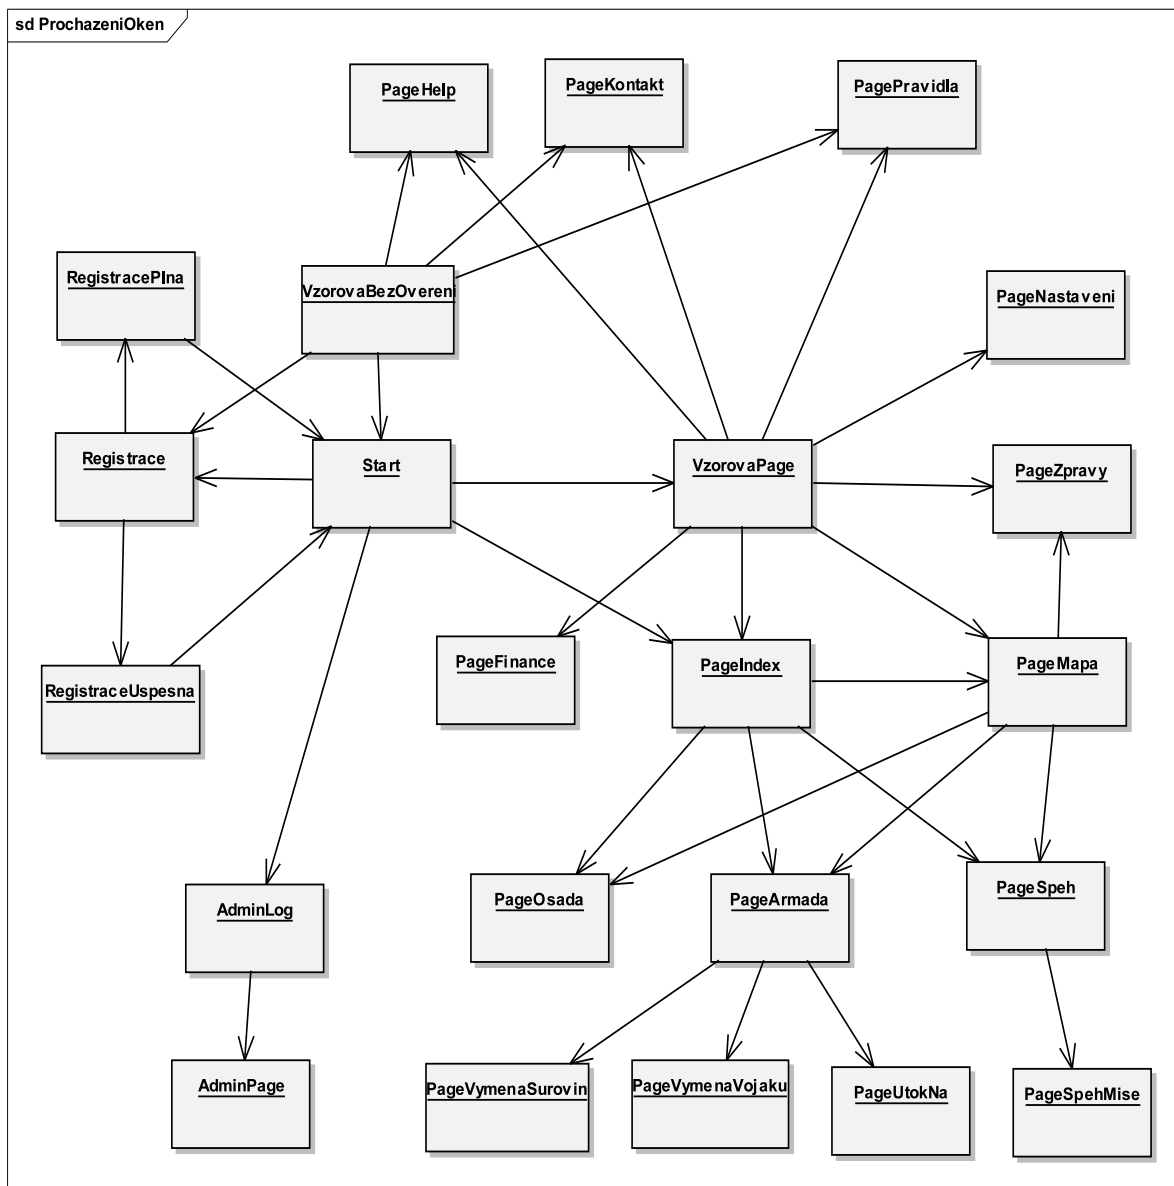 sd ProchazeniOken
PageHelp
PageKontakt
PagePravidla
RegistracePlna
VzorovaBezOvereni
PageNastaveni
Registrace
Start
VzorovaPage
PageZpravy
RegistraceUspesna
PageFinance
PageIndex
PageMapa
AdminLog
PageOsada
PageArmada
PageSpeh
AdminPage
PageVymenaSurovin
PageVymenaVojaku
PageUtokNa
PageSpehMise